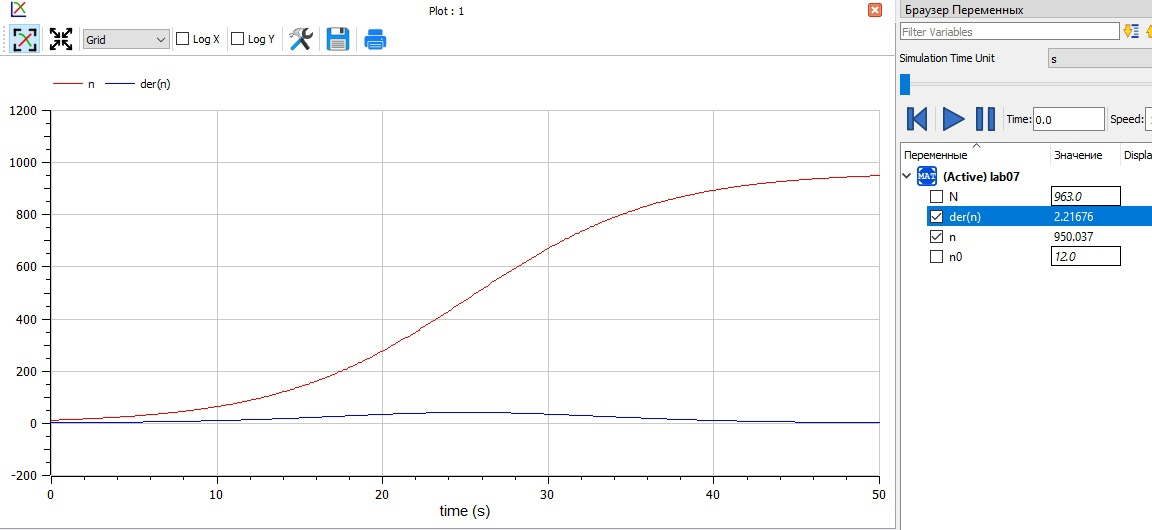 Plot : 1
Браузер Переменных
Grid
Log X
Log Y
Filter Variables
Simulation Time Unit
s
n
der(n)
Time:
0.0
Speed:
1200
1000
800
600
400
200
0
-200
0
10
20
30
40
50
time (s)
Переменные
Значение
Displa
MAT
(Active) lab07
N
963.0
der(n)
2.21676
n
950.037
n0
12.0